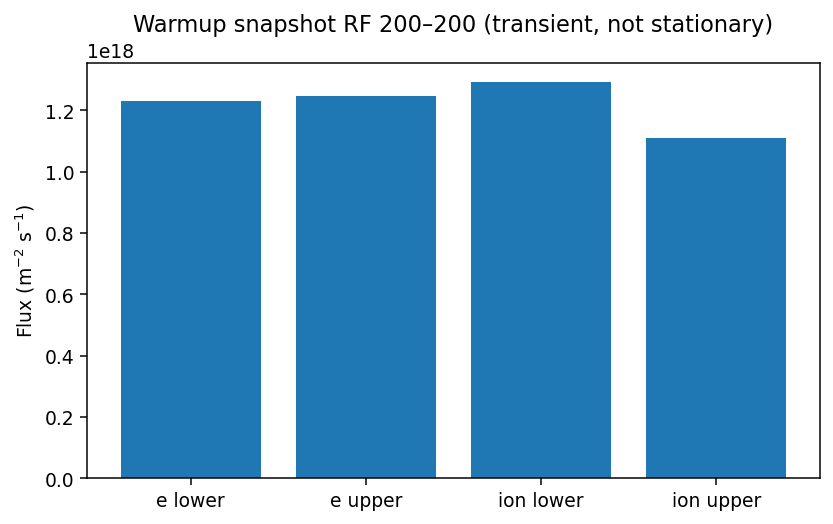 Warmup snapshot RF 200–200 (transient, not stationary)
1e18
1.2
1.0
0.8
0.6
0.4
0.2
0.0
Flux (m⁻² s⁻¹)
e lower e upper ion lower ion upper